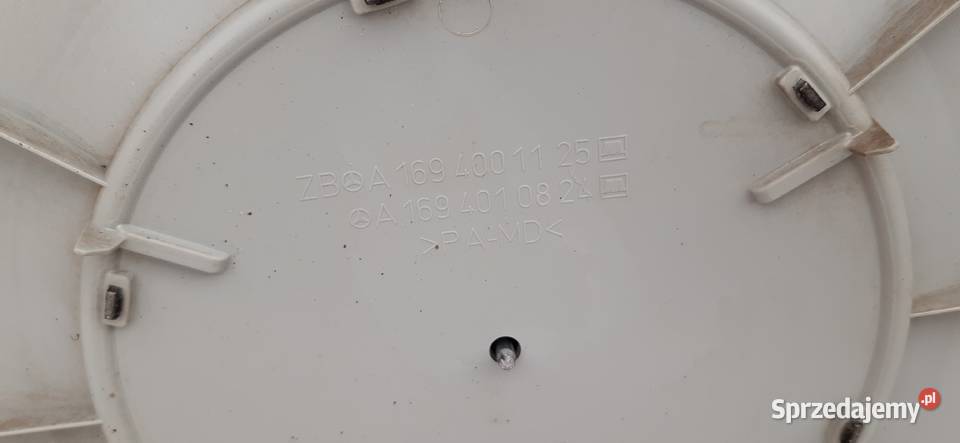 ZB A 169 400 11 25
A 169 401 08 24
>PA-MD<
Sprzedajemy.pl